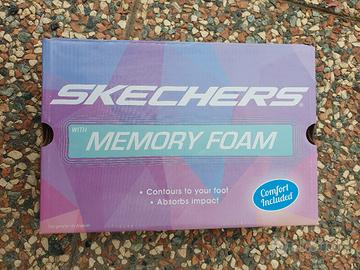 SKECHERS
WITH
MEMORY FOAM
• Contours to your foot
• Absorbs impact
Comfort
Included